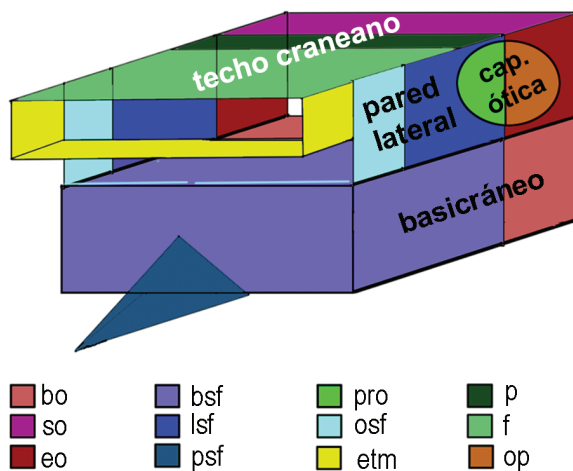 techo craneano
cap.
ótica
pared
lateral
basicráneo
bo bsf pro p
so lsf osf f
eo psf etm op